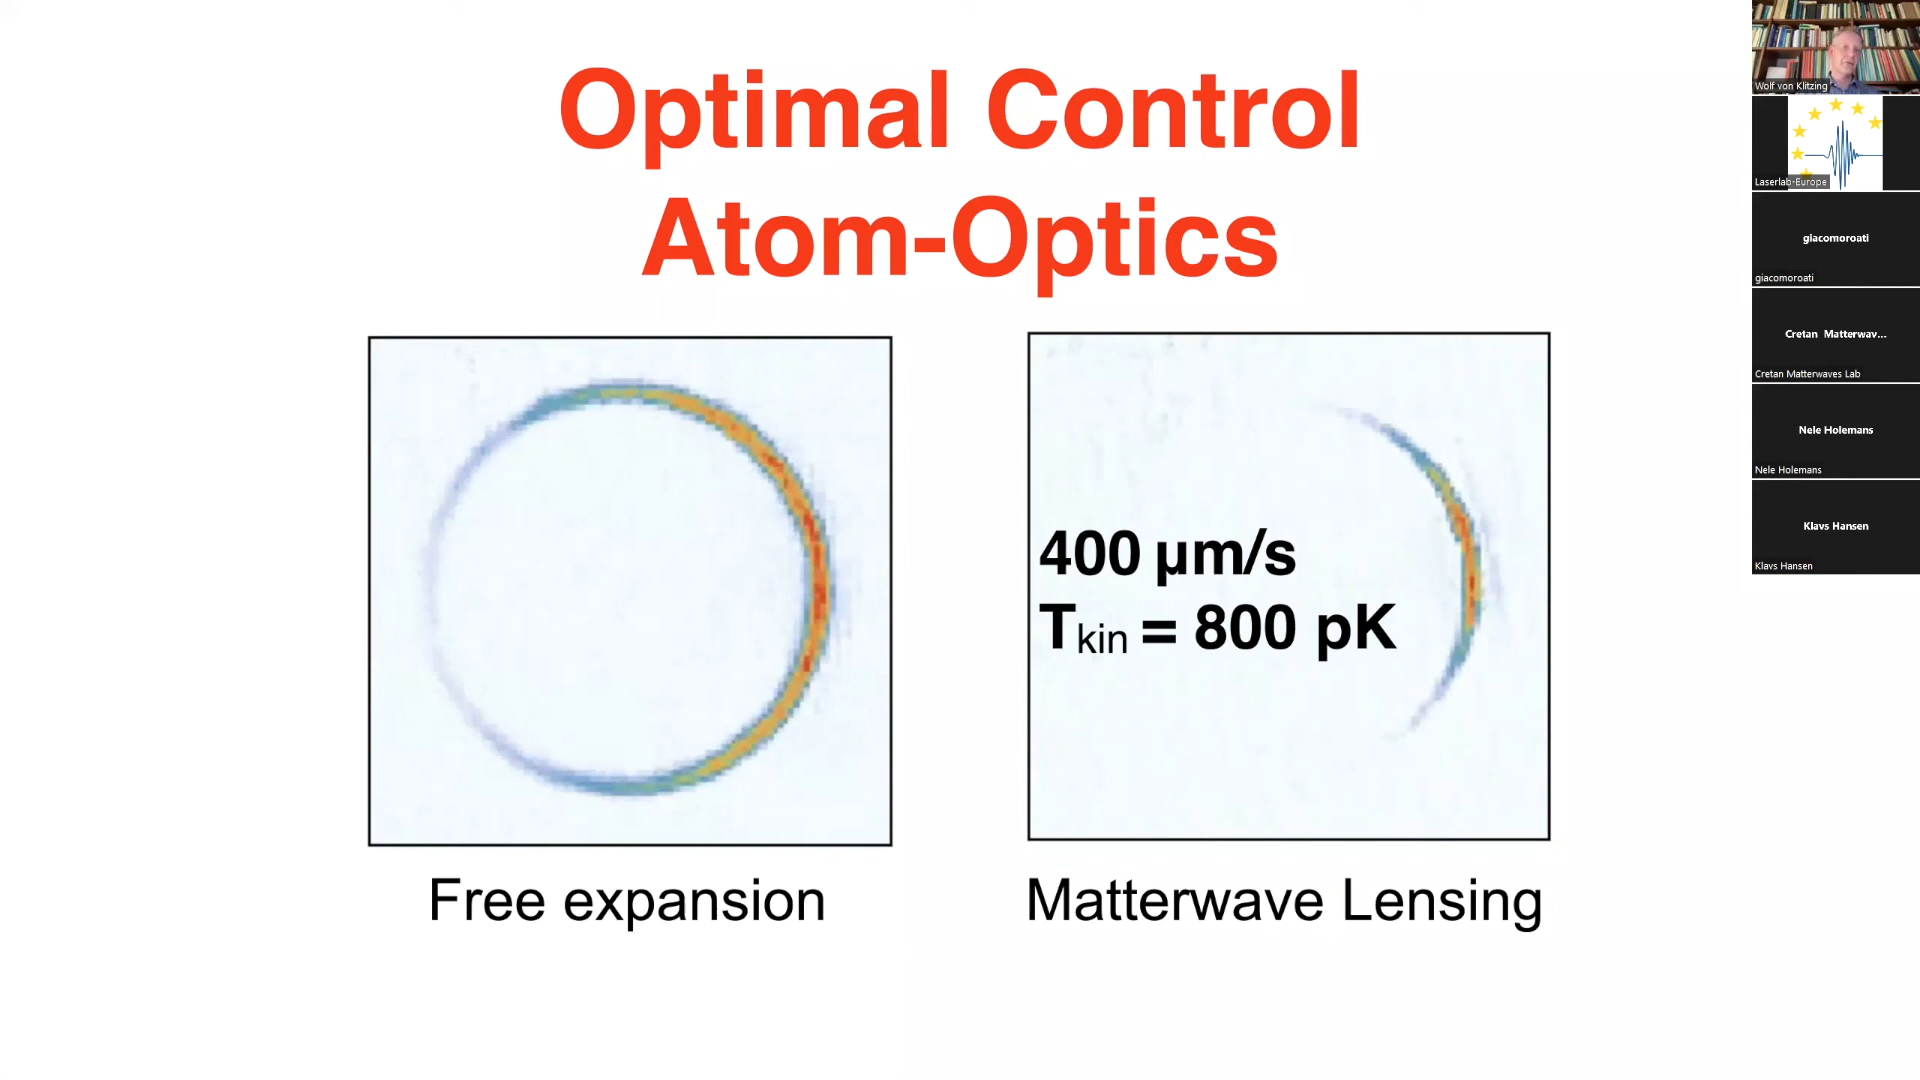 Optimal Control
Atom-Optics
400 µm/s
Tkin = 800 pK
Free expansion
Matterwave Lensing
Wolf von Klitzing
Laserlab-Europe
giacomoroati
giacomoroati
Cretan Matterwav...
Cretan Matterwaves Lab
Nele Holemans
Nele Holemans
Klavs Hansen
Klavs Hansen